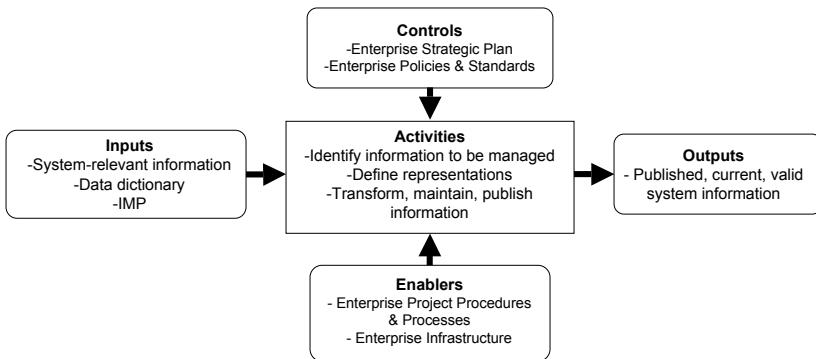 Controls
-Enterprise Strategic Plan
-Enterprise Policies & Standards
Inputs
-System-relevant information
-Data dictionary
-IMP
Activities
-Identify information to be managed
-Define representations
-Transform, maintain, publish
information
Outputs
- Published, current, valid
system information
Enablers
- Enterprise Project Procedures
& Processes
- Enterprise Infrastructure